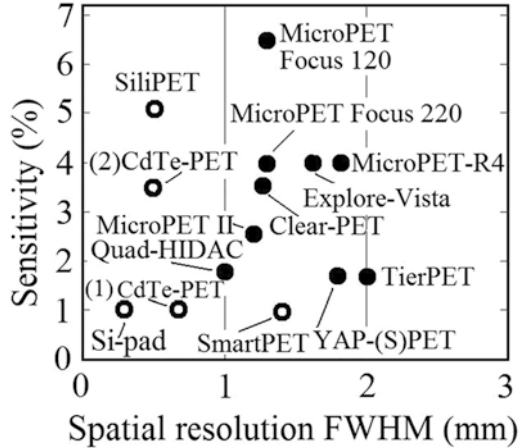 7
6
5
4
3
2
1
0
Sensitivity (%)
MicroPET
Focus 120
SiliPET
MicroPET Focus 220
(2)CdTe-PET
MicroPET-R4
Explore-Vista
MicroPET II
Clear-PET
Quad-HIDAC
(1)CdTe-PET
TierPET
Si-pad
SmartPET
YAP-(S)PET
0
1
2
3
Spatial resolution FWHM (mm)